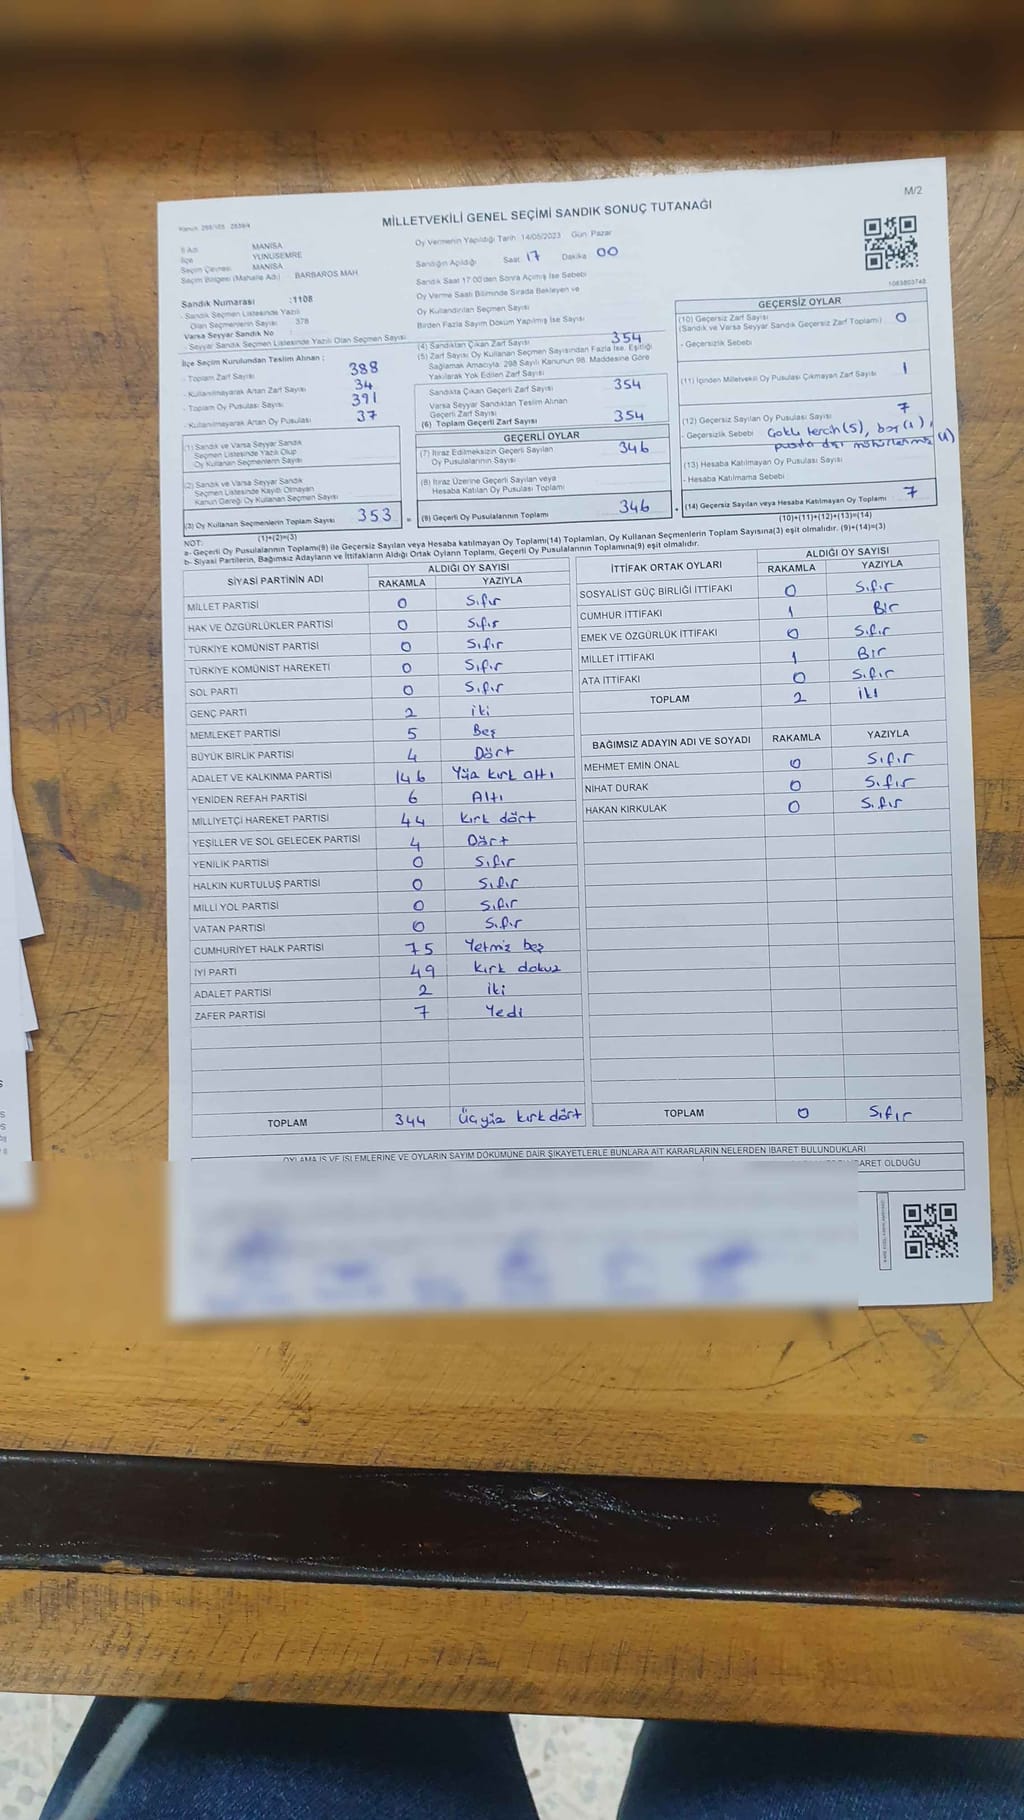 M/2
MİLLETVEKİLİ GENEL SEÇİMİ SANDIK SONUÇ TUTANAĞI
İl Adı MANİSA
İlçe YUNUSEMRE
Seçim Çevresi MANİSA
Seçim Bölgesi (Mahalle Adı) BARBAROS MAH
Oy Vermenin Yapıldığı Tarih 14/05/2023 Gün Pazar
Sandığın Açıldığı Saat 17 Dakika 00
Sandık Saat 17:00'den Sonra Açılmış İse Sebebi
Oy Verme Saati Bitiminde Sırada Bekleyen ve
Oy Kullandırılan Seçmen Sayısı
Birden Fazla Sayım Döküm Yapılmış İse Sayısı
1083803743
Sandık Numarası :1108
- Sandık Seçmen Listesinde Yazılı
Olan Seçmenlerin Sayısı 378
Varsa Seyyar Sandık No :
- Seyyar Sandık Seçmen Listesinde Yazılı Olan Seçmen Sayısı
İlçe Seçim Kurulundan Teslim Alınan :
- Toplam Zarf Sayısı 388
- Kullanılmayarak Artan Zarf Sayısı 34
- Toplam Oy Pusulası Sayısı 391
- Kullanılmayarak Artan Oy Pusulası 37
(1) Sandık ve Varsa Seyyar Sandık
Seçmen Listesinde Yazılı Olup
Oy Kullanan Seçmenlerin Sayısı
(2) Sandık ve Varsa Seyyar Sandık
Seçmen Listesinde Kayıtlı Olmayan
Kanun Gereği Oy Kullanan Seçmen Sayısı
(3) Oy Kullanan Seçmenlerin Toplam Sayısı 353
(1)+(2)=(3)
(4) Sandıktan Çıkan Zarf Sayısı 354
(5) Zarf Sayısı Oy Kullanan Seçmen Sayısından Fazla İse, Eşitliği
Sağlamak Amacıyla; 298 Sayılı Kanunun 98. Maddesine Göre
Yakılarak Yok Edilen Zarf Sayısı
Sandıkta Çıkan Geçerli Zarf Sayısı 354
Varsa Seyyar Sandıktan Teslim Alınan
Geçerli Zarf Sayısı
(6) Toplam Geçerli Zarf Sayısı 354
GEÇERLİ OYLAR
(7) İtiraz Edilmeksizin Geçerli Sayılan
Oy Pusulalarının Sayısı 346
(8) İtiraz Üzerine Geçerli Sayılan veya
Hesaba Katılan Oy Pusulası Toplamı
= (9) Geçerli Oy Pusulalarının Toplamı 346
GEÇERSİZ OYLAR
(10) Geçersiz Zarf Sayısı 0
(Sandık ve Varsa Seyyar Sandık Geçersiz Zarf Toplamı)
- Geçersizlik Sebebi
(11) İçinden Milletvekili Oy Pusulası Çıkmayan Zarf Sayısı 1
(12) Geçersiz Sayılan Oy Pusulası Sayısı 7
- Geçersizlik Sebebi Çoklu tercih(5), boş(1),
(1)
(13) Hesaba Katılmayan Oy Pusulası Sayısı
- Hesaba Katılmama Sebebi
+ (14) Geçersiz Sayılan veya Hesaba Katılmayan Oy Toplamı 7
(10)+(11)+(12)+(13)=(14)
NOT:
a- Geçerli Oy Pusulalarının Toplamı(9) ile Geçersiz Sayılan veya Hesaba katılmayan Oy Toplamı(14) Toplamları, Oy Kullanan Seçmenlerin Toplam Sayısına(3) eşit olmalıdır. (9)+(14)=(3)
b- Siyasi Partilerin, Bağımsız Adayların ve İttifakların Aldığı Ortak Oyların Toplamı, Geçerli Oy Pusulalarının Toplamına(9) eşit olmalıdır.
SİYASİ PARTİNİN ADI ALDIĞI OY SAYISI
RAKAMLA YAZIYLA
MİLLET PARTİSİ 0 Sıfır
HAK VE ÖZGÜRLÜKLER PARTİSİ 0 Sıfır
TÜRKİYE KOMÜNİST PARTİSİ 0 Sıfır
TÜRKİYE KOMÜNİST HAREKETİ 0 Sıfır
SOL PARTİ 0 Sıfır
GENÇ PARTİ 2 iki
MEMLEKET PARTİSİ 5 Beş
BÜYÜK BİRLİK PARTİSİ 4 Dört
ADALET VE KALKINMA PARTİSİ 146 Yüz kırk altı
YENİDEN REFAH PARTİSİ 6 Altı
MİLLİYETÇİ HAREKET PARTİSİ 44 kırk dört
YEŞİLLER VE SOL GELECEK PARTİSİ 4 Dört
YENİLİK PARTİSİ 0 Sıfır
HALKIN KURTULUŞ PARTİSİ 0 Sıfır
MİLLİ YOL PARTİSİ 0 Sıfır
VATAN PARTİSİ 0 Sıfır
CUMHURİYET HALK PARTİSİ 75 Yetmiş beş
İYİ PARTİ 49 kırk dokuz
ADALET PARTİSİ 2 iki
ZAFER PARTİSİ 7 Yedi
TOPLAM 344 Üçyüz kırk dört
İTTİFAK ORTAK OYLARI ALDIĞI OY SAYISI
RAKAMLA YAZIYLA
SOSYALİST GÜÇ BİRLİĞİ İTTİFAKI 0 Sıfır
CUMHUR İTTİFAKI 1 Bir
EMEK VE ÖZGÜRLÜK İTTİFAKI 0 Sıfır
MİLLET İTTİFAKI 1 Bir
ATA İTTİFAKI 0 Sıfır
TOPLAM 2 iki
BAĞIMSIZ ADAYIN ADI VE SOYADI RAKAMLA YAZIYLA
MEHMET EMİN ÖNAL 0 Sıfır
NİHAT DURAK 0 Sıfır
HAKAN KIRKULAK 0 Sıfır
TOPLAM 0 Sıfır
OYLAMA İŞ VE İŞLEMLERİNE VE OYLARIN SAYIM DÖKÜMÜNE DAİR ŞİKAYETLERLE BUNLARA AİT KARARLARIN NELERDEN İBARET BULUNDUKLARI
İBARET OLDUĞU